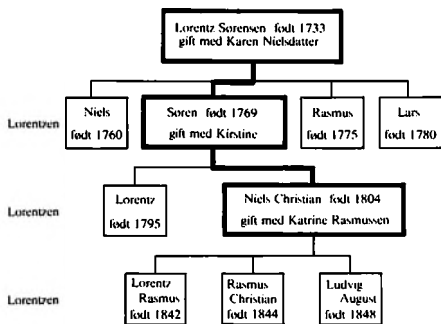 Lorentz Sørensen født 1733
gift med Karen Nielsdatter
Lorentzen
Niels
født 1760
Søren født 1769
gift med Kirstine
Rasmus
født 1775
Lars
født 1780
Lorentzen
Lorentz
født 1795
Niels Christian født 1804
gift med Katrine Rasmussen
Lorentzen
Lorentz
Rasmus
født 1842
Rasmus
Christian
født 1844
Ludvig
August
født 1848